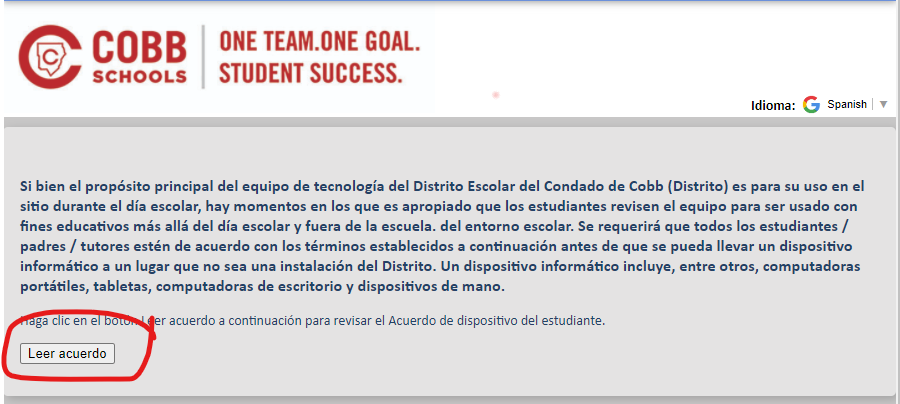 COBB
SCHOOLS
ONE TEAM.ONE GOAL.
STUDENT SUCCESS.
Idioma: Spanish
Si bien el propósito principal del equipo de tecnología del Distrito Escolar del Condado de Cobb (Distrito) es para su uso en el
sitio durante el día escolar, hay momentos en los que es apropiado que los estudiantes revisen el equipo para ser usado con
fines educativos más allá del día escolar y fuera de la escuela. del entorno escolar. Se requerirá que todos los estudiantes /
padres / tutores estén de acuerdo con los términos establecidos a continuación antes de que se pueda llevar un dispositivo
informático a un lugar que no sea una instalación del Distrito. Un dispositivo informático incluye, entre otros, computadoras
portátiles, tabletas, computadoras de escritorio y dispositivos de mano.
Haga clic en el botón Leer acuerdo a continuación para revisar el Acuerdo de dispositivo del estudiante.
Leer acuerdo